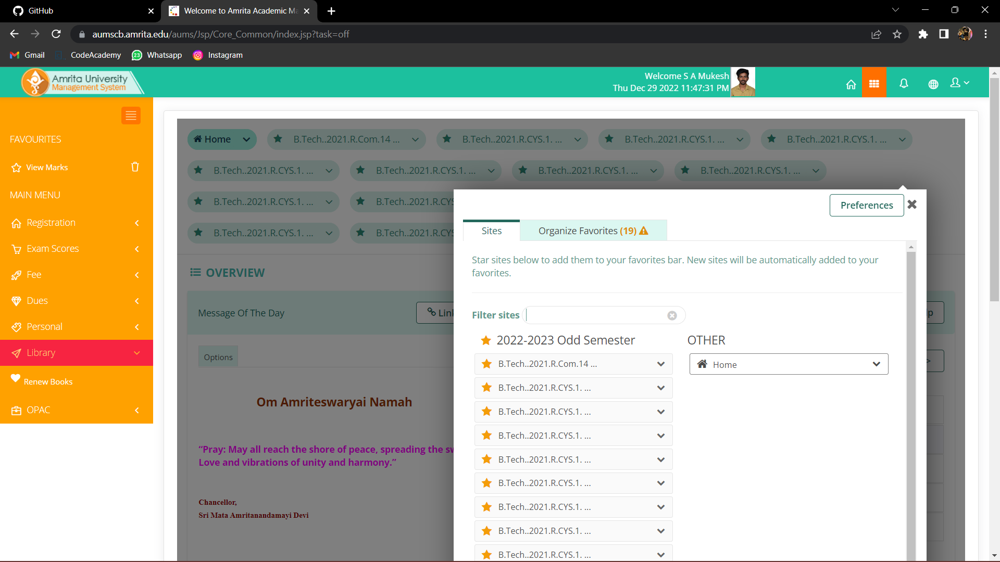 GitHub
Welcome to Amrita Academic Ma
aumscb.amrita.edu/aums/Jsp/Core_Common/index.jsp?task=off
Gmail
CodeAcademy
23
Whatsapp
Instagram
Amrita University
Management System
Welcome S A Mukesh
Thu Dec 29 2022 11:47:31 PM
FAVOURITES
View Marks
MAIN MENU
Registration
Exam Scores
Fee
Dues
Personal
Library
Renew Books
OPAC
Home
B.Tech..2021.R.Com.14 ...
B.Tech..2021.R.CYS.1. ...
B.Tech..2021.R.CYS.1. ...
B.Tech..2021.R.CYS.1. ...
B.Tech..2021.R.CYS.1. ...
B.Tech..2021.R.CYS.1. ...
B.Tech..2021.R.CYS.1. ...
B.Tech..2021.R.CYS.1. ...
B.Tech..2021.R.CYS.1. ...
B.Tech..2021.R.CYS
B.Tech..2021.R.CYS.1. ...
B.Tech..2021.R.CYS
OVERVIEW
Message Of The Day
Link
p
Options
>
Om Amriteswaryai Namah
“Pray: May all reach the shore of peace, spreading the sw
Love and vibrations of unity and harmony.”
Chancellor,
Sri Mata Amritanandamayi Devi
Preferences
Sites
Organize Favorites (19)
Star sites below to add them to your favorites bar. New sites will be automatically added to your
favorites.
Filter sites
2022-2023 Odd Semester
B.Tech..2021.R.Com.14 ...
B.Tech..2021.R.CYS.1. ...
B.Tech..2021.R.CYS.1. ...
B.Tech..2021.R.CYS.1. ...
B.Tech..2021.R.CYS.1. ...
B.Tech..2021.R.CYS.1. ...
B.Tech..2021.R.CYS.1. ...
B.Tech..2021.R.CYS.1. ...
B.Tech..2021.R.CYS.1. ...
OTHER
Home